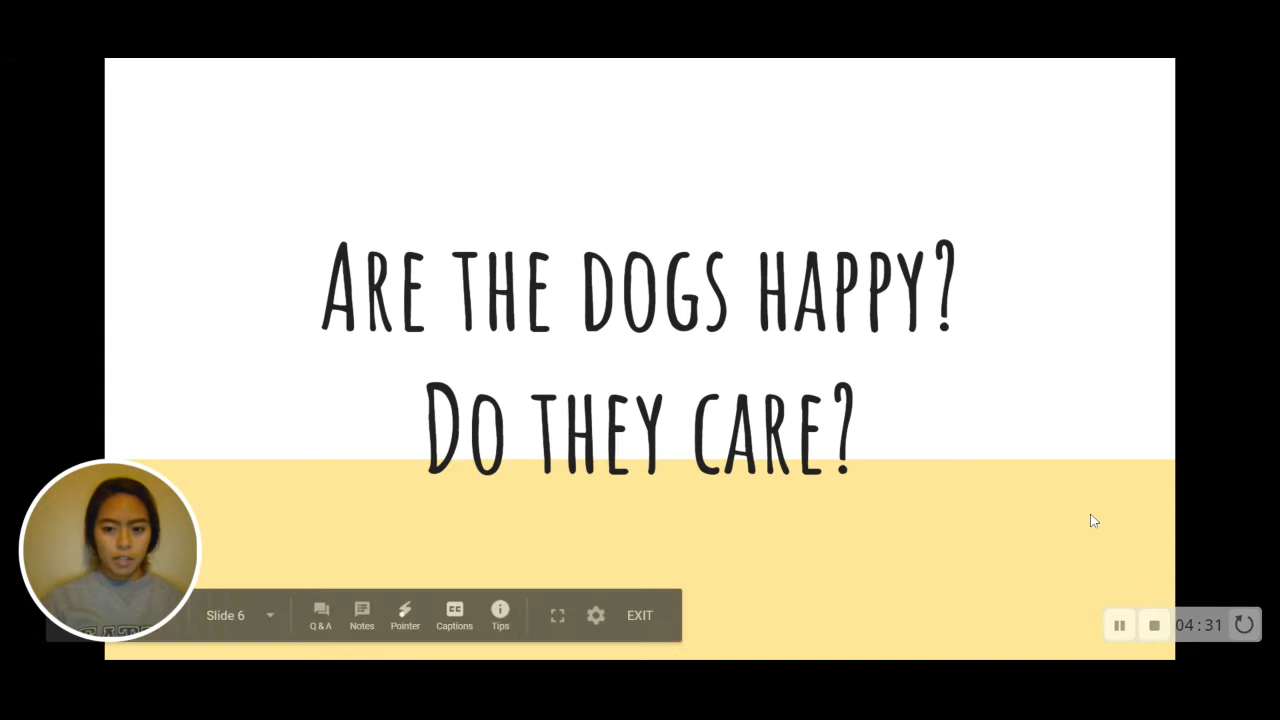 Are the dogs happy?
Do they care?
Slide 6
Q & A
Notes
Pointer
Captions
Tips
EXIT
04:31